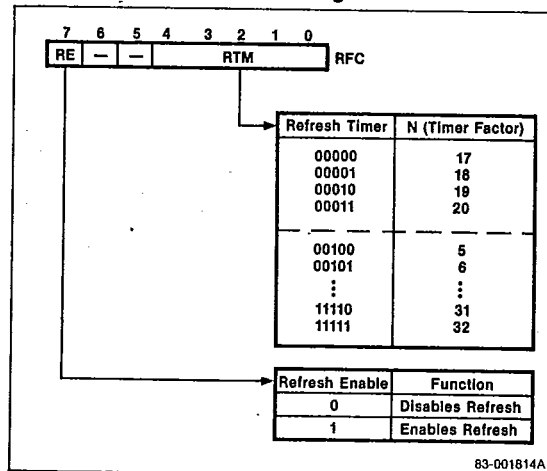 7 6 5 4 3 2 1 0
RE — — RTM RFC
Refresh Timer N (Timer Factor)
00000 17
00001 18
00010 19
00011 20
00100 5
00101 6
⋮ ⋮
11110 31
11111 32
Refresh Enable Function
0 Disables Refresh
1 Enables Refresh
83-001814A